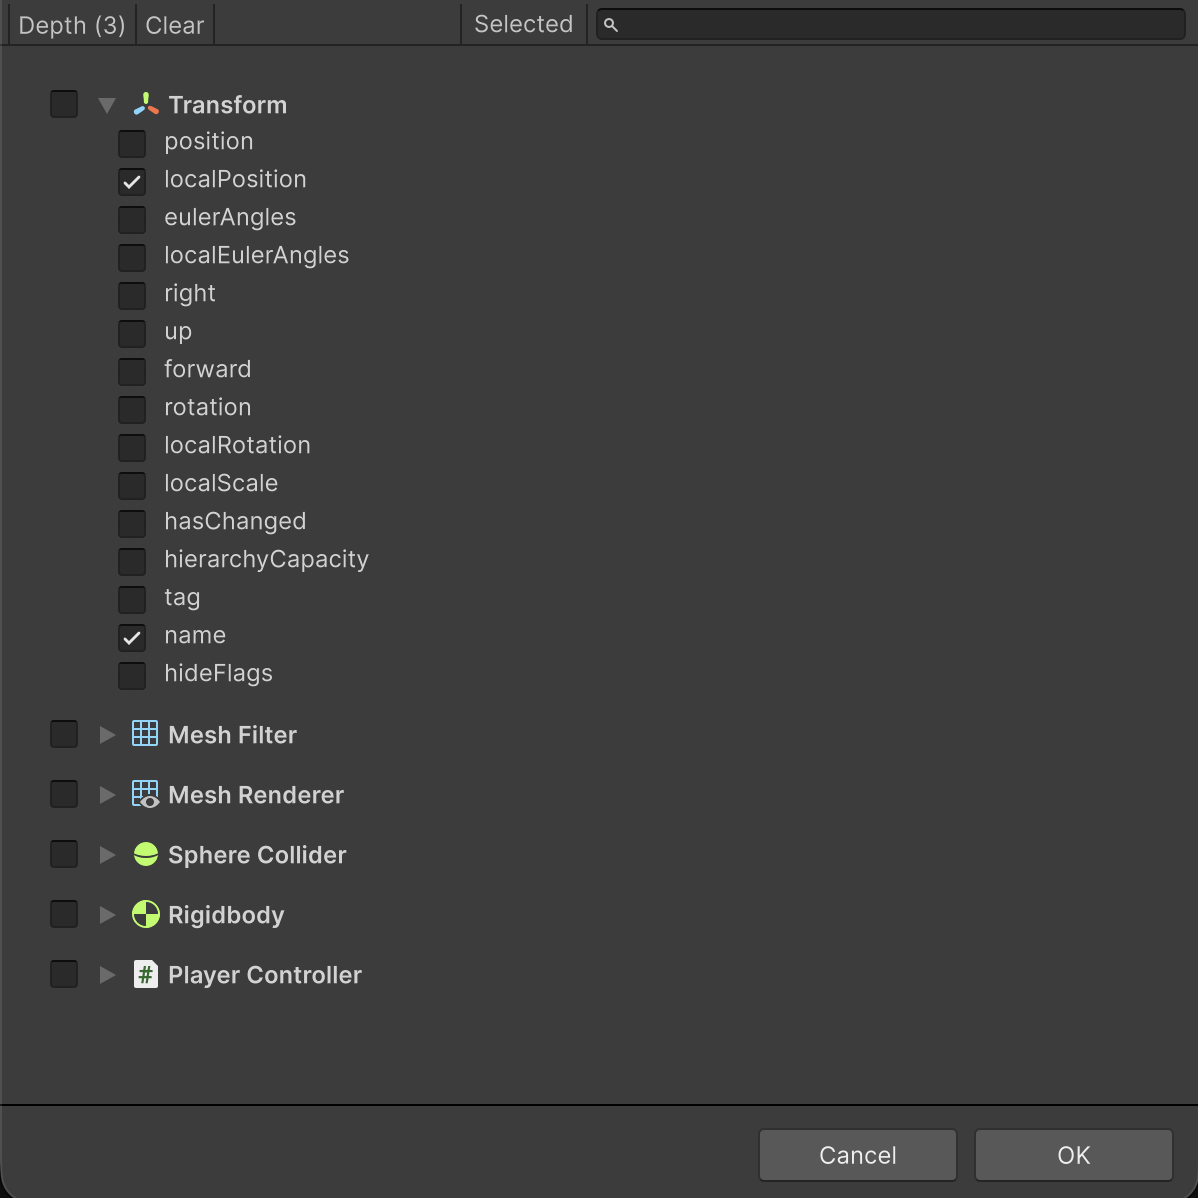 Depth (3) Clear Selected
Transform
position
localPosition
eulerAngles
localEulerAngles
right
up
forward
rotation
localRotation
localScale
hasChanged
hierarchyCapacity
tag
name
hideFlags
Mesh Filter
Mesh Renderer
Sphere Collider
Rigidbody
# Player Controller
Cancel OK